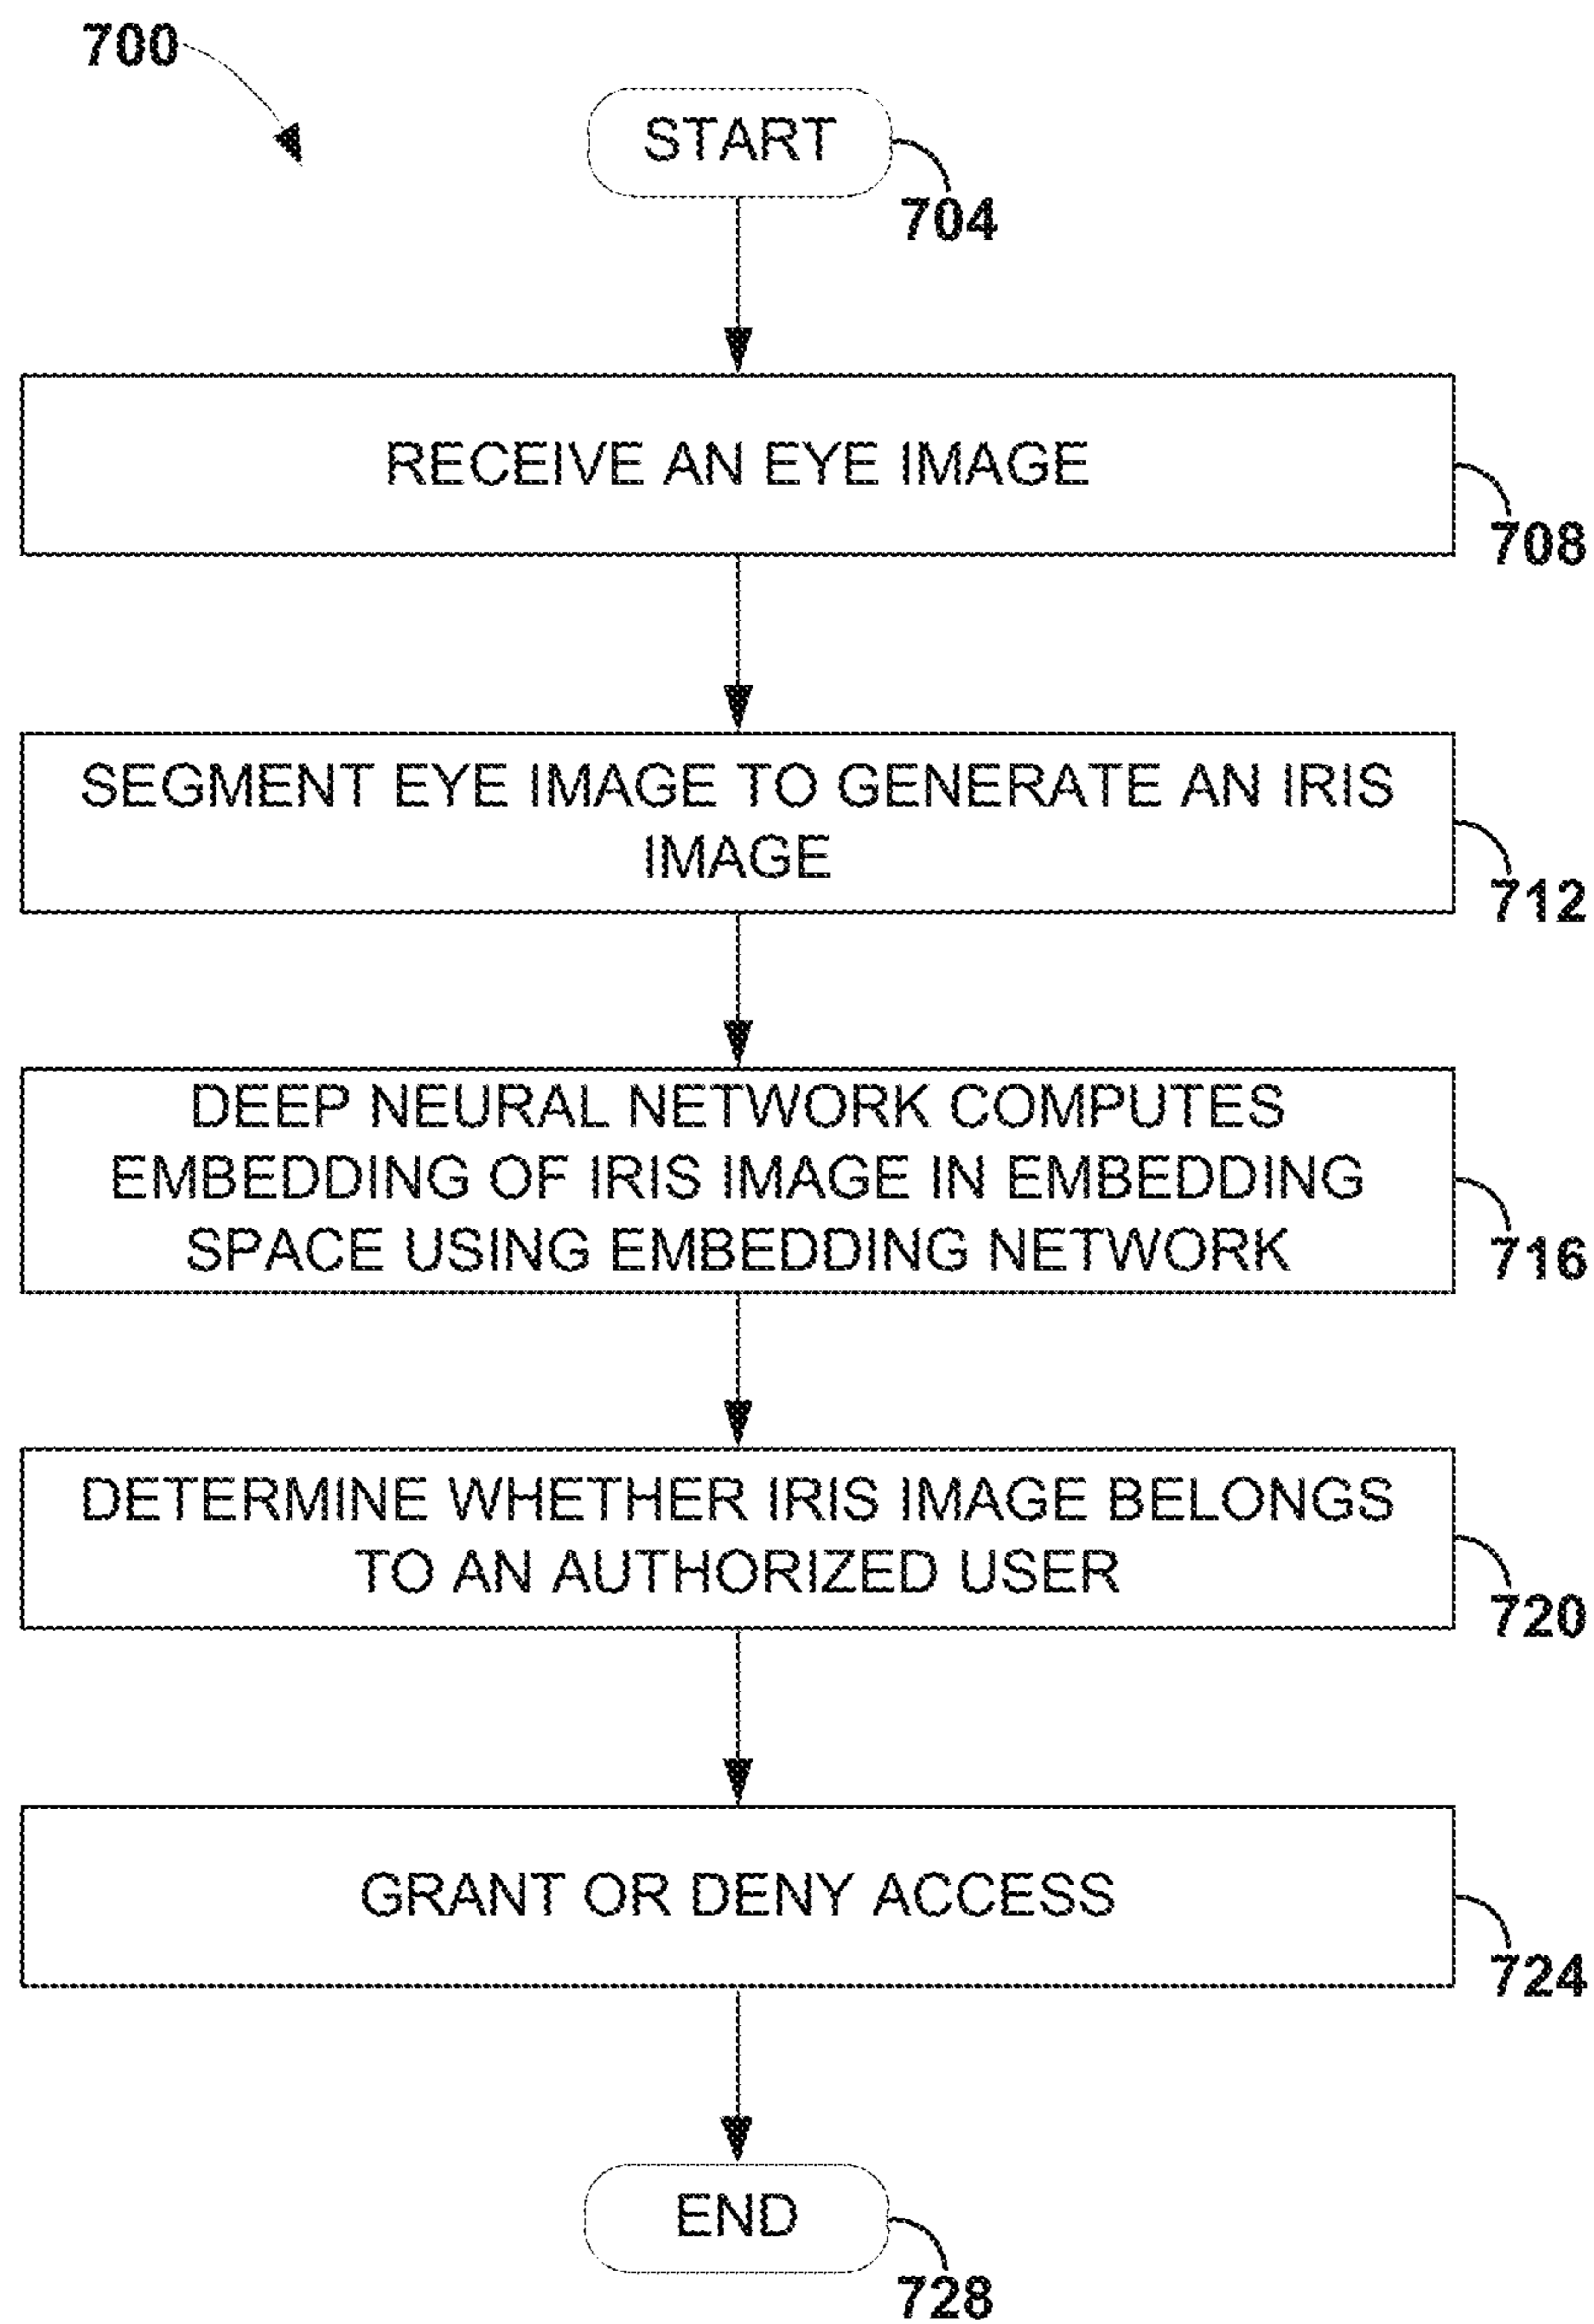 700
START
704
RECEIVE AN EYE IMAGE
708
SEGMENT EYE IMAGE TO GENERATE AN IRIS
IMAGE
712
DEEP NEURAL NETWORK COMPUTES
EMBEDDING OF IRIS IMAGE IN EMBEDDING
SPACE USING EMBEDDING NETWORK
716
DETERMINE WHETHER IRIS IMAGE BELONGS
TO AN AUTHORIZED USER
720
GRANT OR DENY ACCESS
724
END
728